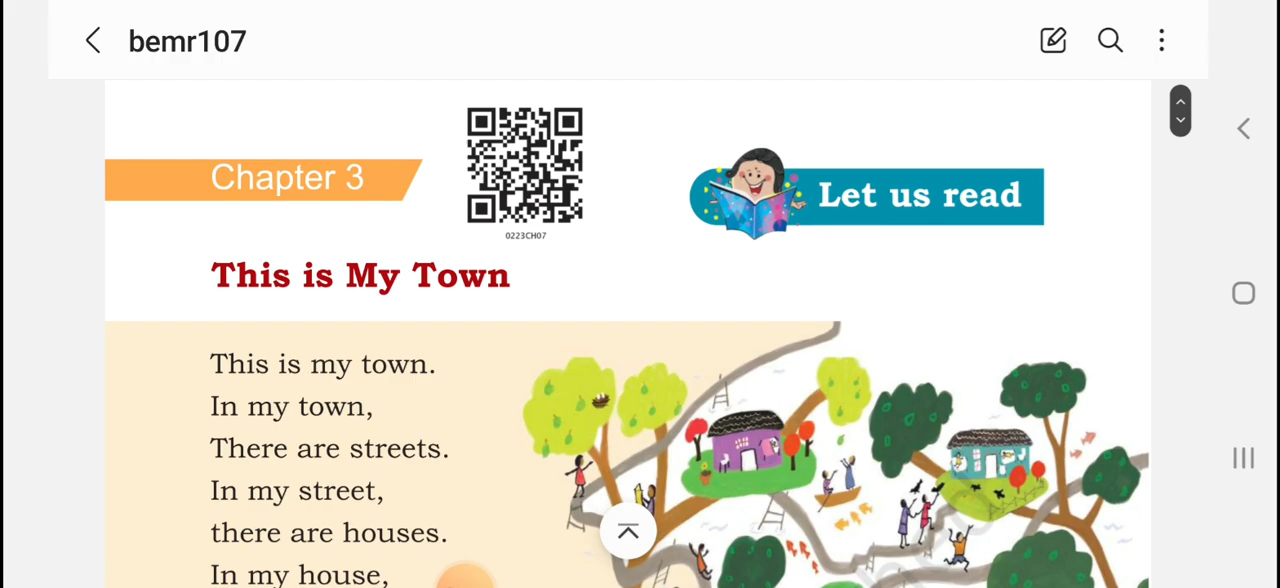 bemr107
Chapter 3
0223CH07
Let us read
This is My Town
This is my town.
In my town,
There are streets.
In my street,
there are houses.
In my house,